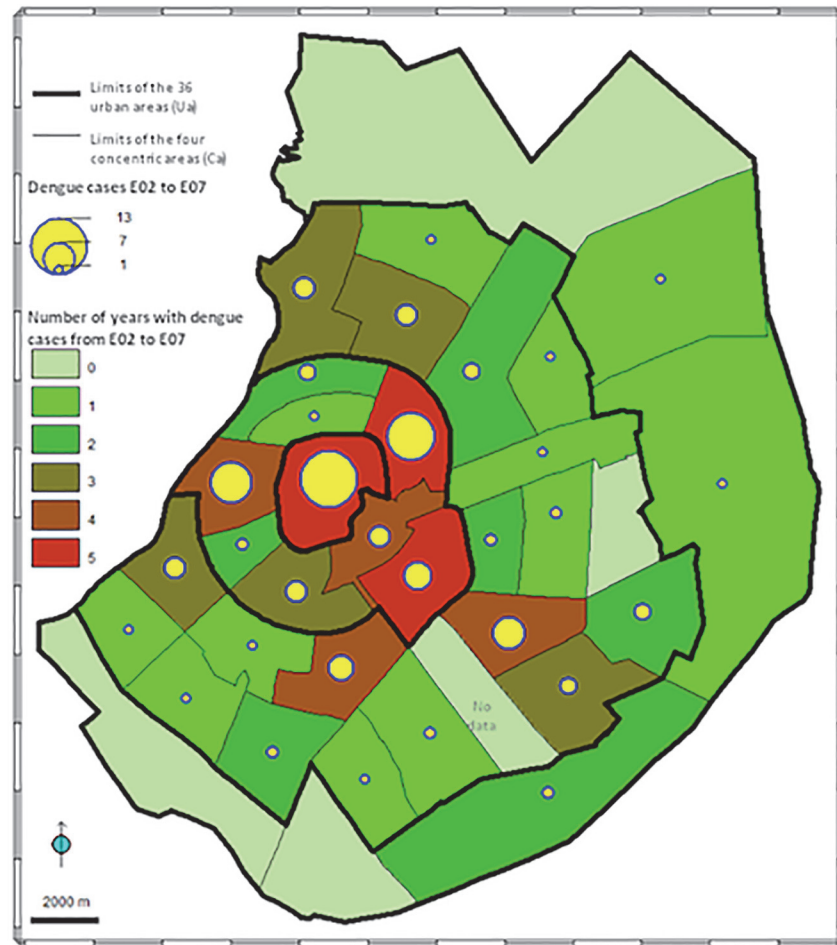 Limits of the 36
urban areas (Ua)
Limits of the four
concentric areas (Ca)
Dengue cases E02 to E07
13
7
1
Number of years with dengue
cases from E02 to E07
0
1
2
3
4
5
No
data
2000 m